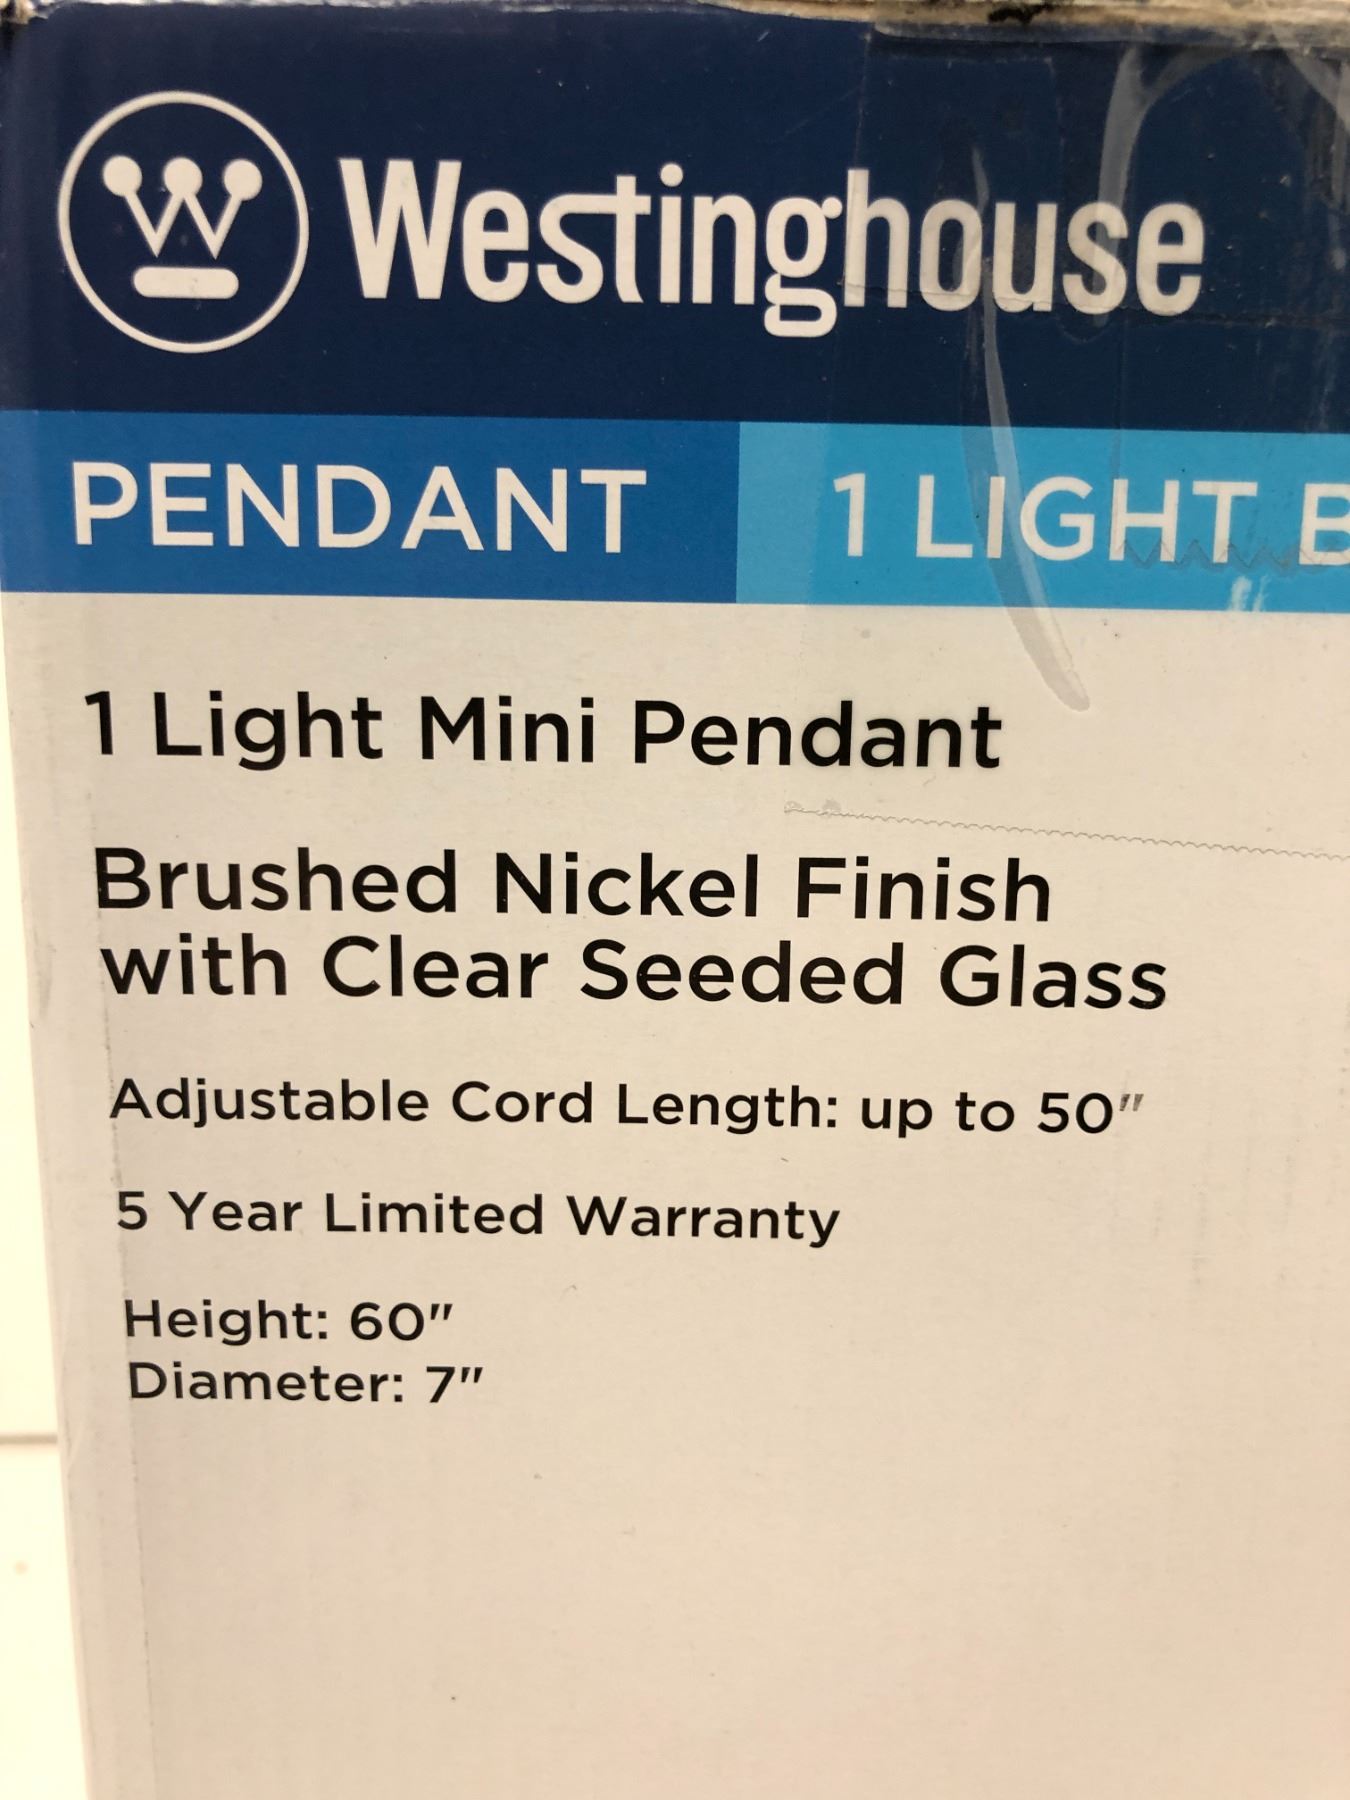 Westinghouse
PENDANT 1 LIGHT B
1 Light Mini Pendant
Brushed Nickel Finish
with Clear Seeded Glass
Adjustable Cord Length: up to 50"
5 Year Limited Warranty
Height: 60"
Diameter: 7"